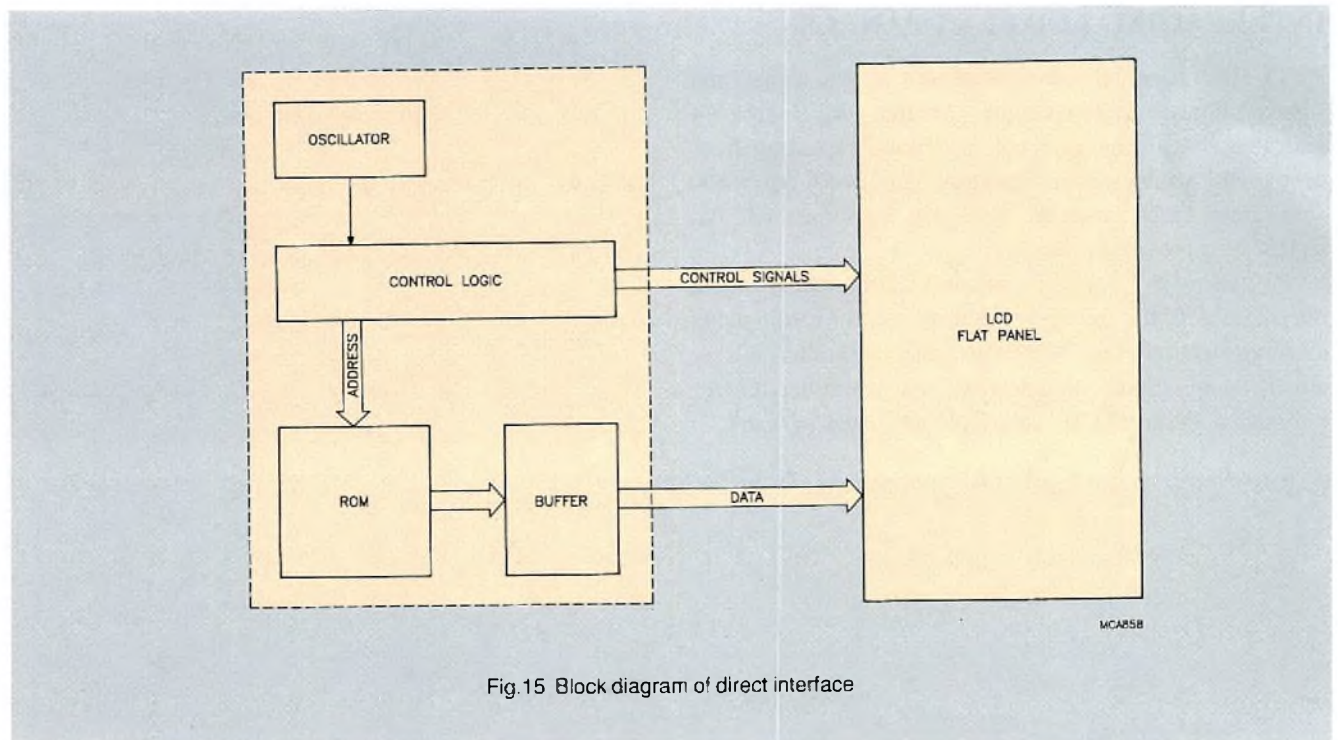 OSCILLATOR
CONTROL LOGIC
CONTROL SIGNALS
LCD
FLAT PANEL
ADDRESS
ROM
BUFFER
DATA
MCA858
Fig.15 Block diagram of direct interface